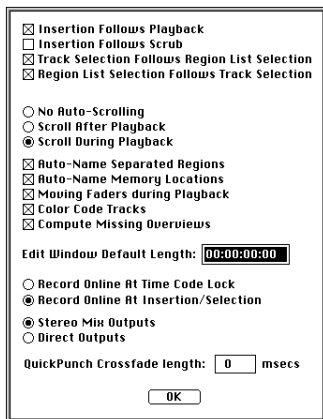 Insertion Follows Playback
Insertion Follows Scrub
Track Selection Follows Region List Selection
Region List Selection Follows Track Selection
No Auto-Scrolling
Scroll After Playback
Scroll During Playback
Auto-Name Separated Regions
Auto-Name Memory Locations
Moving Faders during Playback
Color Code Tracks
Compute Missing Overviews
Edit Window Default Length: 00:00:00:00
Record Online At Time Code Lock
Record Online At Insertion/Selection
Stereo Mix Outputs
Direct Outputs
QuickPunch Crossfade length: 0 msecs
OK